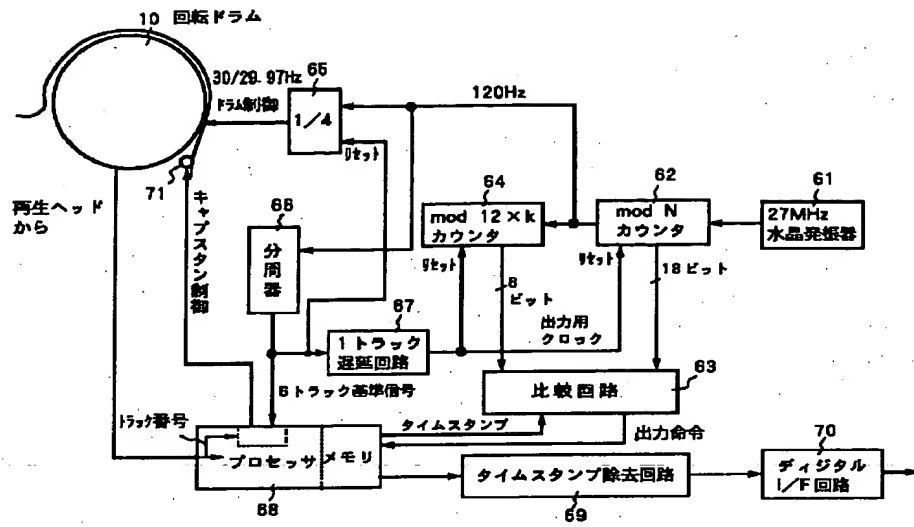 10 回転ドラム
30/29.97Hz
ドラム制御
65
1/4
リセット
120Hz
71
再生ヘッド
から
キャプスタン制御
66
分周器
64
mod 12×k
カウンタ
リセット
8
ビット
62
mod N
カウンタ
リセット
18ビット
61
27MHz
水晶発振器
67
1トラック
遅延回路
出力用
クロック
63
比較回路
6トラック基準信号
トラック番号
タイムスタンプ
出力命令
プロセッサ
メモリ
68
タイムスタンプ除去回路
69
70
ディジタル
I/F回路